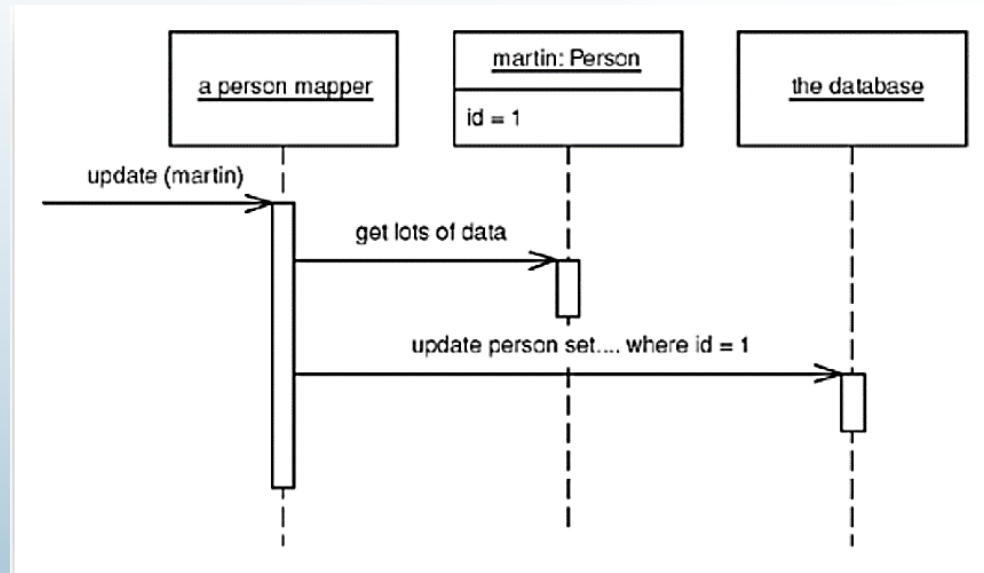 a person mapper
martin: Person
id = 1
the database
update (martin)
get lots of data
update person set.... where id = 1